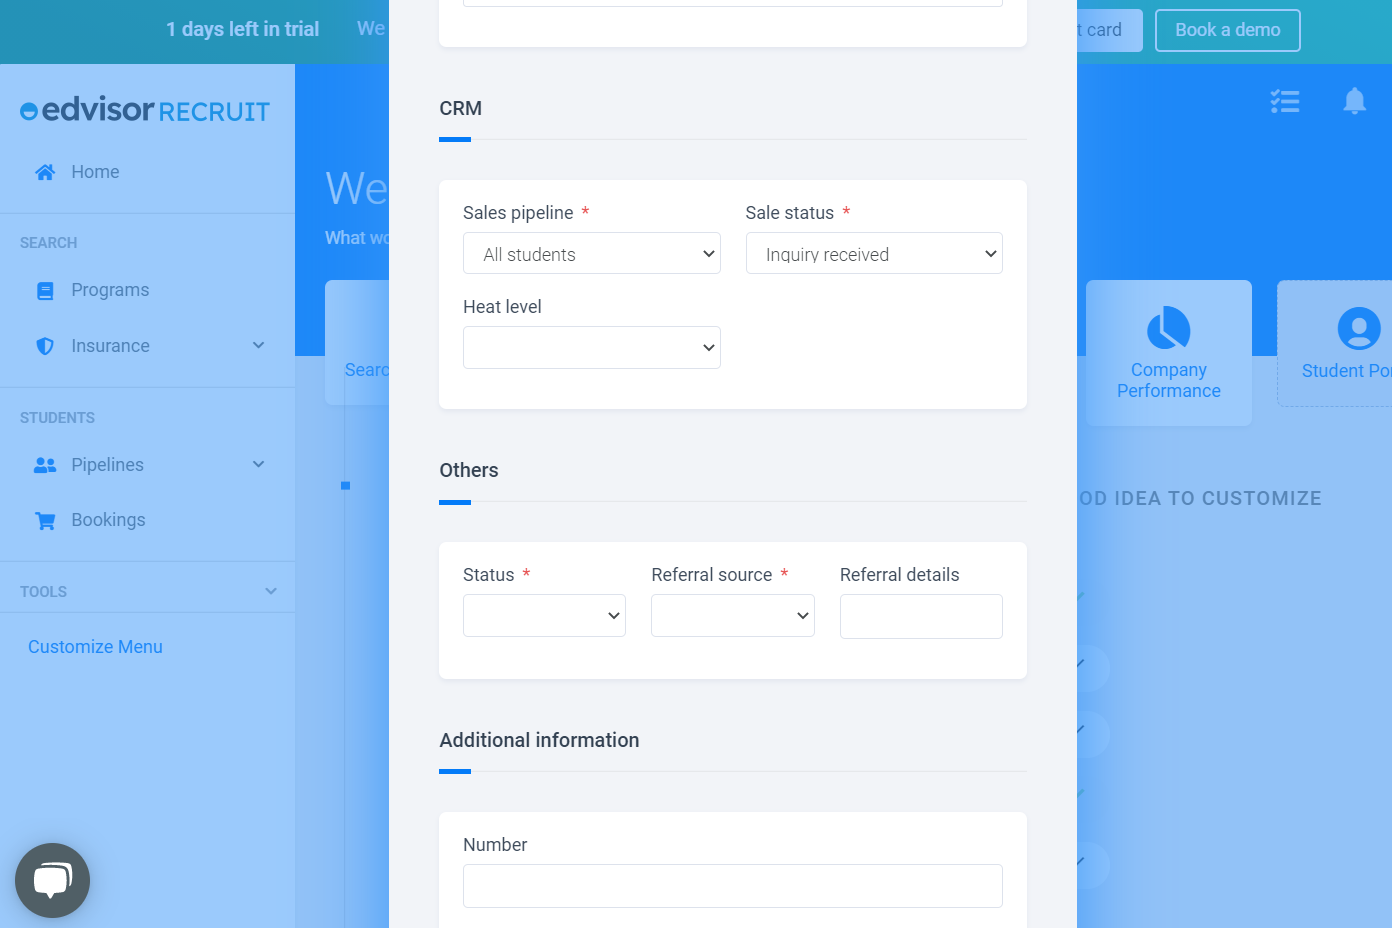 1 days left in trial
We
t card
Book a demo
edvisor RECRUIT
Home
SEARCH
Programs
Insurance
STUDENTS
Pipelines
Bookings
TOOLS
Customize Menu
We
What wo
Searc
CRM
Sales pipeline *
Sale status *
All students
Inquiry received
Heat level
Others
Status *
Referral source *
Referral details
Additional information
Number
Company
Performance
Student Por
OD IDEA TO CUSTOMIZE